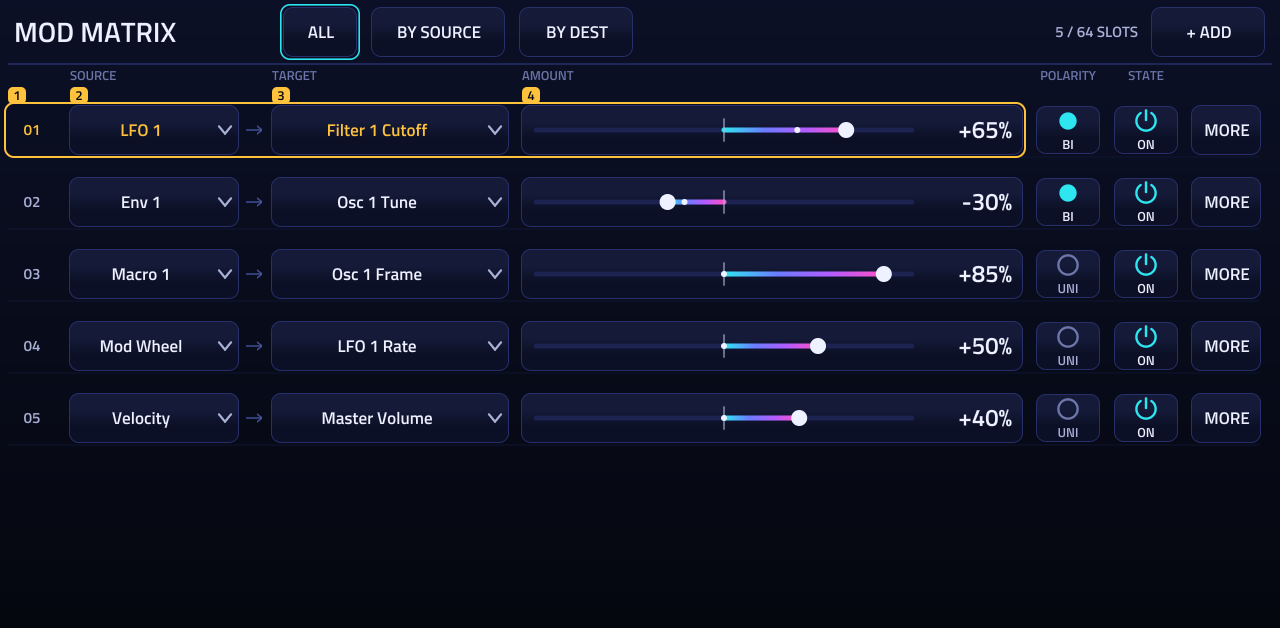 MOD MATRIX ALL BY SOURCE BY DEST 5 / 64 SLOTS + ADD
SOURCE TARGET AMOUNT POLARITY STATE
1 2 3 4
01 LFO 1 → Filter 1 Cutoff +65% BI ON MORE
02 Env 1 → Osc 1 Tune -30% BI ON MORE
03 Macro 1 → Osc 1 Frame +85% UNI ON MORE
04 Mod Wheel → LFO 1 Rate +50% UNI ON MORE
05 Velocity → Master Volume +40% UNI ON MORE